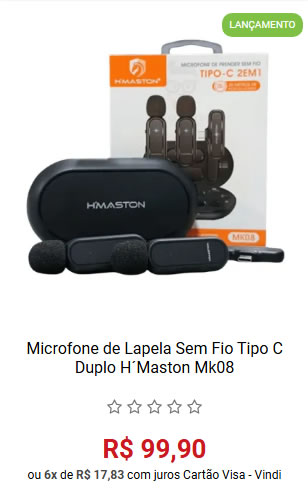 LANÇAMENTO
H'MASTON
MICROFONE DE PRENDER SEM FIO
TIPO-C 2EM1
H'MASTON
MK08
Microfone de Lapela Sem Fio Tipo C
Duplo H´Maston Mk08
R$ 99,90
ou 6x de R$ 17,83 com juros Cartão Visa - Vindi